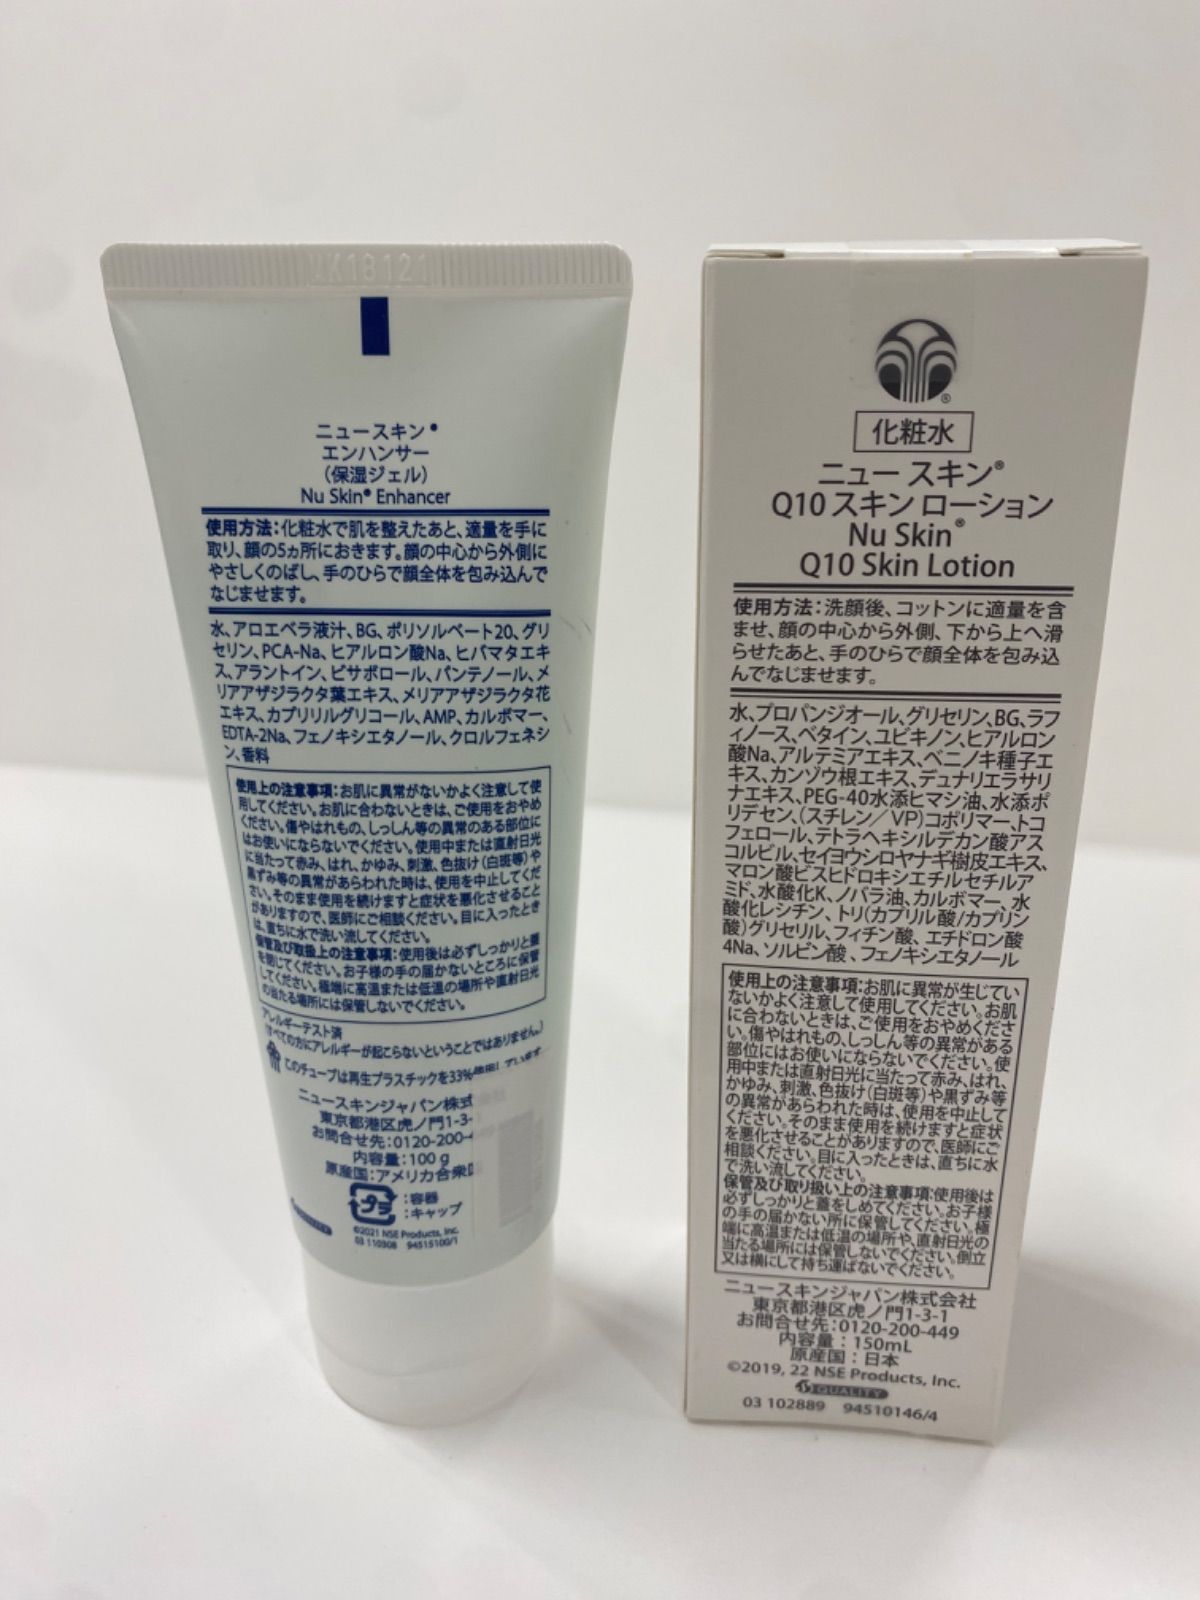 ニュースキン®
エンハンサー
（保湿ジェル）
Nu Skin® Enhancer
使用方法：化粧水で肌を整えたあと、適量を手に
取り、顔の5ヵ所におきます。顔の中心から外側に
やさしくのばし、手のひらで顔全体を包み込んで
なじませます。
水、アロエベラ液汁、BG、ポリソルベート20、グリ
セリン、PCA-Na、ヒアルロン酸Na、ヒバマタエキ
ス、アラントイン、ビサボロール、パンテノール、メ
リアアザジラクタ葉エキス、メリアアザジラクタ花
エキス、カプリリルグリコール、AMP、カルボマー、
EDTA-2Na、フェノキシエタノール、クロルフェネシ
ン、香料
使用上の注意事項：お肌に異常がないかよく注意して使
用してください。お肌に合わないときは、ご使用をおやめ
ください。傷やはれもの、しっしん等の異常のある部位に
はお使いにならないでください。使用中または直射日光
に当たって赤み、はれ、かゆみ、刺激、色抜け（白斑等）や
黒ずみ等の異常があらわれた時は、使用を中止してくだ
さい。そのまま使用を続けますと症状を悪化させること
がありますので、医師にご相談ください。目に入ったとき
は、直ちに水で洗い流してください。
保管及び取扱上の注意事項：使用後は必ずしっかりと蓋
を閉じてください。お子様の手の届かないところに保管
してください。極端に高温または低温の場所や直射日光
の当たる場所には保管しないでください。
アレルギーテスト済
（すべての方にアレルギーが起こらないということではありません。）
このチューブは再生プラスチックを33%使用しています
ニュースキンジャパン株式
東京都港区虎ノ門1-3-
お問合せ先：0120-200-
内容量：100 g
原産国：アメリカ合衆
プラ
：容器
：キャップ
QUALITY
©2021 NSE Products, Inc.
03 110308 94515100/1
®
化粧水
ニュー スキン®
Q10 スキン ローション
Nu Skin®
Q10 Skin Lotion
使用方法：洗顔後、コットンに適量を含
ませ、顔の中心から外側、下から上へ滑
らせたあと、手のひらで顔全体を包み込
んでなじませます。
水、プロパンジオール、グリセリン、BG、ラフ
ィノース、ベタイン、ユビキノン、ヒアルロン
酸Na、アルテミアエキス、ベニノキ種子エ
キス、カンゾウ根エキス、デュナリエラサリ
ナエキス、PEG-40水添ヒマシ油、水添ポ
リデセン、（スチレン／VP）コポリマー、トコ
フェロール、テトラヘキシルデカン酸アス
コルビル、セイヨウシロヤナギ樹皮エキス、
マロン酸ビスヒドロキシエチルセチルア
ミド、水酸化K、ノバラ油、カルボマー、水
酸化レシチン、トリ（カプリル酸/カプリン
酸）グリセリル、フィチン酸、エチドロン酸
4Na、ソルビン酸、フェノキシエタノール
使用上の注意事項：お肌に異常が生じてい
ないかよく注意して使用してください。お肌
に合わないときは、ご使用をおやめくださ
い。傷やはれもの、しっしん等の異常がある
部位にはお使いにならないでください。使
用中または直射日光に当たって赤み、はれ、
かゆみ、刺激、色抜け（白斑等）や黒ずみ等
の異常があらわれた時は、使用を中止して
ください。そのまま使用を続けますと症状
を悪化させることがありますので、医師にご
相談ください。目に入ったときは、直ちに水
で洗い流してください。
保管及び取り扱い上の注意事項：使用後は
必ずしっかりと蓋をしめてください。お子様
の手の届かない所に保管してください。極
端に高温または低温の場所や、直射日光の
当たる場所には保管しないでください。倒立
又は横にして持ち運ばないでください。
ニュースキンジャパン株式会社
東京都港区虎ノ門1-3-1
お問合せ先：0120-200-449
内容量：150mL
原産国：日本
©2019, 22 NSE Products, Inc.
QUALITY
03 102889 94510146/4